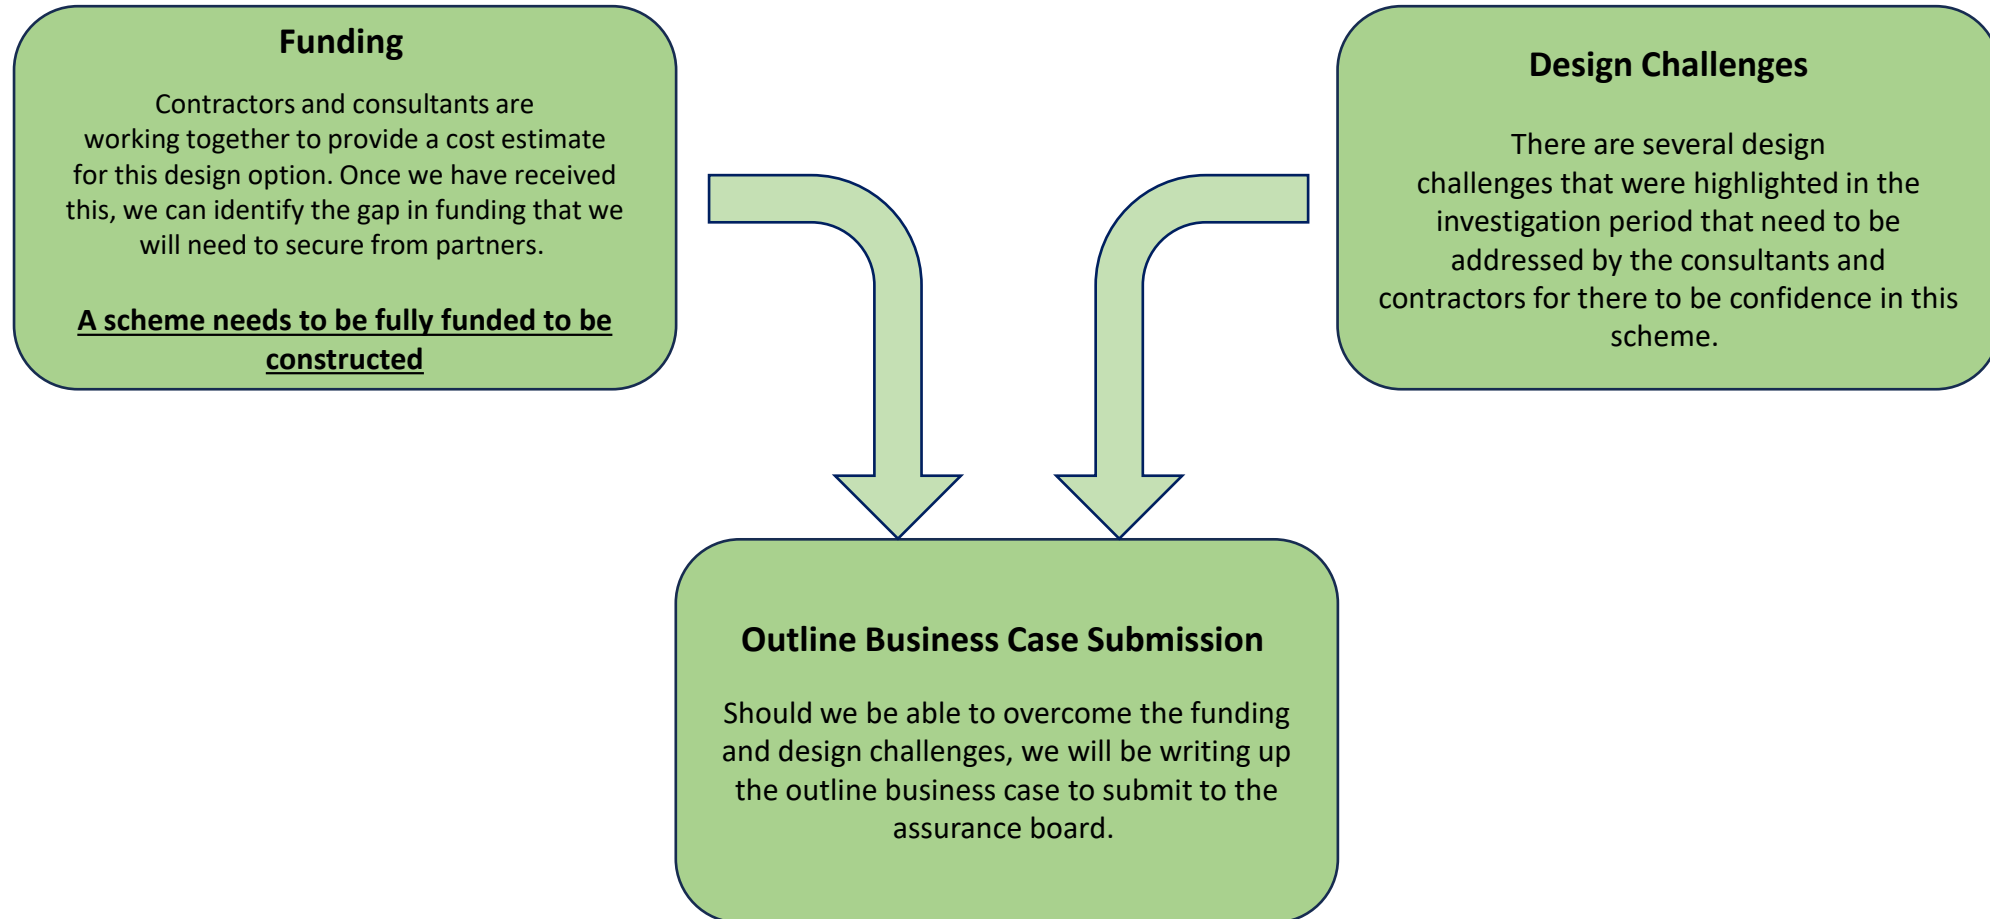 Funding
Contractors and consultants are
working together to provide a cost estimate
for this design option. Once we have received
this, we can identify the gap in funding that we
will need to secure from partners.
A scheme needs to be fully funded to be
constructed
Design Challenges
There are several design
challenges that were highlighted in the
investigation period that need to be
addressed by the consultants and
contractors for there to be confidence in this
scheme.
Outline Business Case Submission
Should we be able to overcome the funding
and design challenges, we will be writing up
the outline business case to submit to the
assurance board.